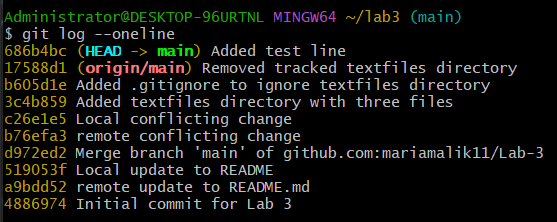 Administrator@DESKTOP-96URTNL MINGW64 ~/lab3 (main)
$ git log --oneline
686b4bc (HEAD -> main) Added test line
17588d1 (origin/main) Removed tracked textfiles directory
b605d1e Added .gitignore to ignore textfiles directory
3c4b859 Added textfiles directory with three files
c26e1e5 Local conflicting change
b76efa3 remote conflicting change
d972ed2 Merge branch 'main' of github.com:mariamalik11/Lab-3
519053f Local update to README
a9bdd52 remote update to README.md
4886974 Initial commit for Lab 3